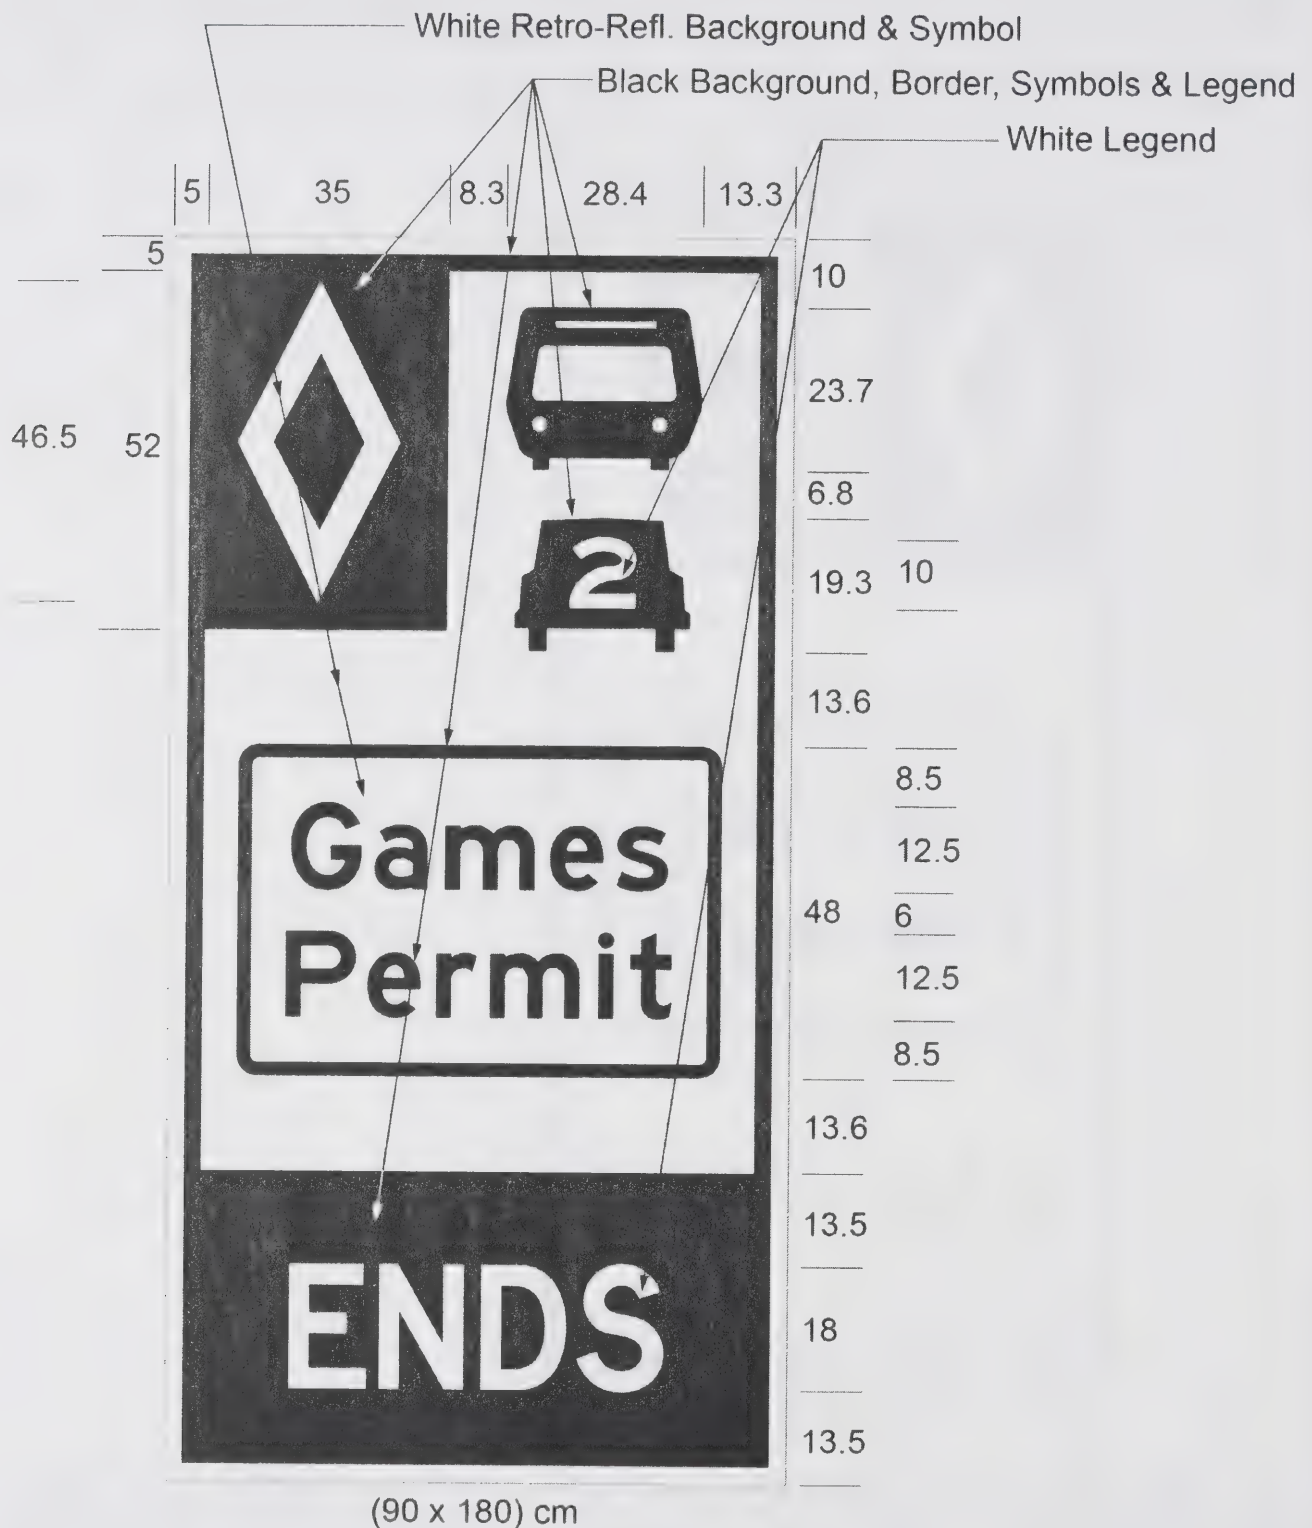 White Retro-Refl. Background & Symbol
Black Background, Border, Symbols & Legend
White Legend
5 35 8.3 28.4 13.3
5
10
23.7
46.5 52
6.8
2
19.3 10
13.6
8.5
Games
12.5
48 6
Permit
12.5
8.5
13.6
13.5
ENDS
18
13.5
(90 x 180) cm